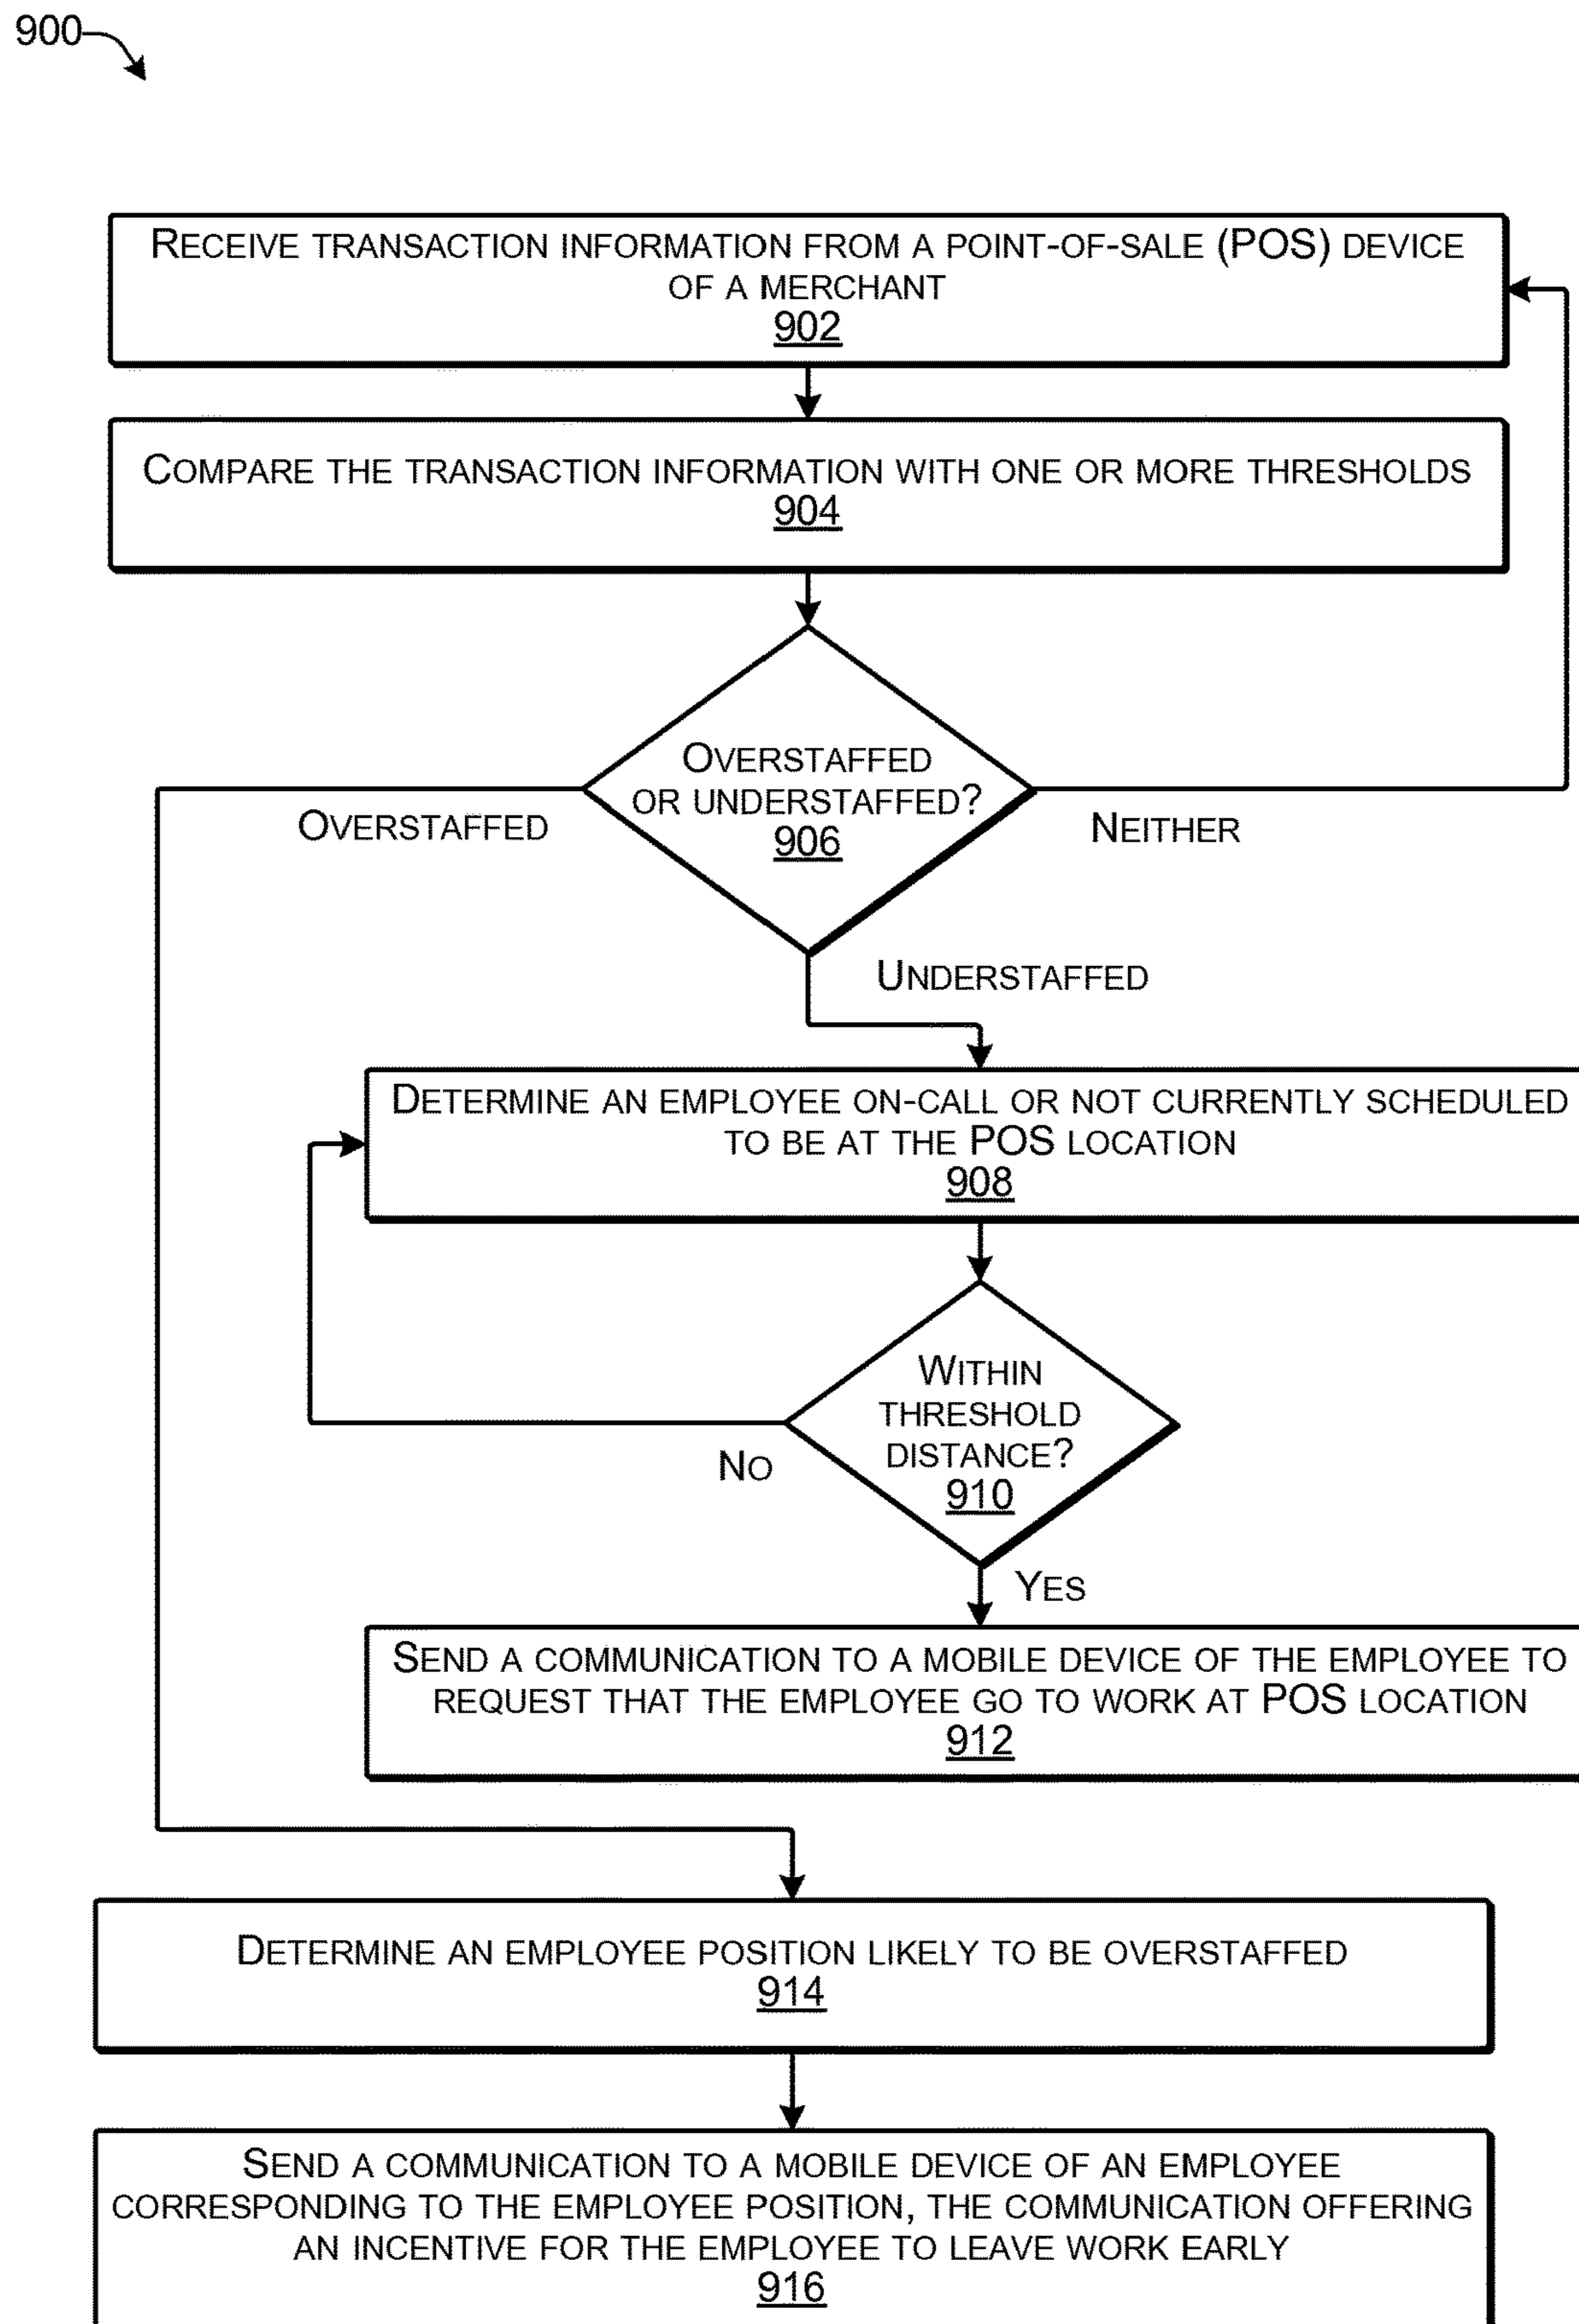 900
RECEIVE TRANSACTION INFORMATION FROM A POINT-OF-SALE (POS) DEVICE
OF A MERCHANT
902
COMPARE THE TRANSACTION INFORMATION WITH ONE OR MORE THRESHOLDS
904
OVERSTAFFED
OR UNDERSTAFFED?
906
OVERSTAFFED
NEITHER
UNDERSTAFFED
DETERMINE AN EMPLOYEE ON-CALL OR NOT CURRENTLY SCHEDULED
TO BE AT THE POS LOCATION
908
WITHIN
THRESHOLD
DISTANCE?
910
NO
YES
SEND A COMMUNICATION TO A MOBILE DEVICE OF THE EMPLOYEE TO
REQUEST THAT THE EMPLOYEE GO TO WORK AT POS LOCATION
912
DETERMINE AN EMPLOYEE POSITION LIKELY TO BE OVERSTAFFED
914
SEND A COMMUNICATION TO A MOBILE DEVICE OF AN EMPLOYEE
CORRESPONDING TO THE EMPLOYEE POSITION, THE COMMUNICATION OFFERING
AN INCENTIVE FOR THE EMPLOYEE TO LEAVE WORK EARLY
916